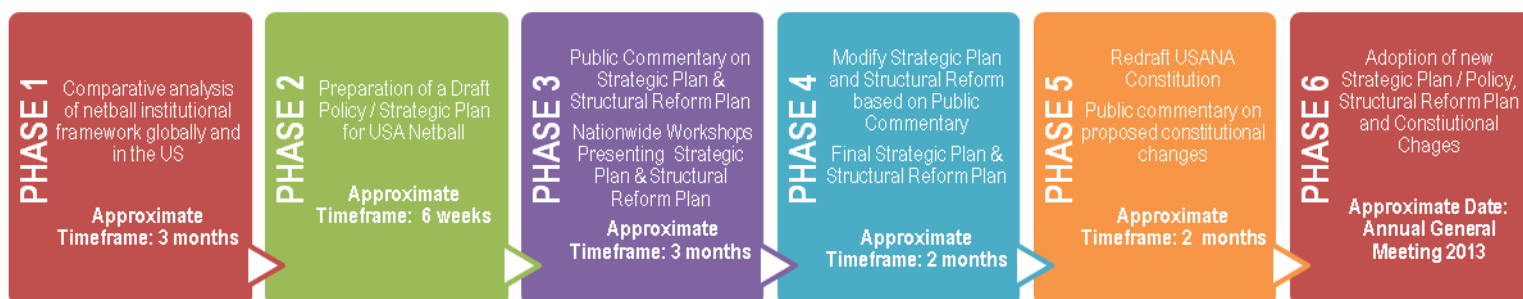 PHASE 1
Comparative analysis
of netball institutional
framework globally and
in the US
Approximate
Timeframe: 3 months
PHASE 2
Preparation of a Draft
Policy / Strategic Plan
for USA Netball
Approximate
Timeframe: 6 weeks
PHASE 3
Public Commentary on
Strategic Plan &
Structural Reform Plan
Nationwide Workshops
Presenting Strategic
Plan & Structural
Reform Plan
Approximate
Timeframe: 3 months
PHASE 4
Modify Strategic Plan
and Structural Reform
based on Public
Commentary
Final Strategic Plan &
Structural Reform Plan
Approximate
Timeframe: 2 months
PHASE 5
Redraft USANA
Constitution
Public commentary on
proposed constitutional
changes
Approximate
Timeframe: 2 months
PHASE 6
Adoption of new
Strategic Plan / Policy,
Structural Reform Plan
and Constiutional
Chages
Approximate Date:
Annual General
Meeting 2013